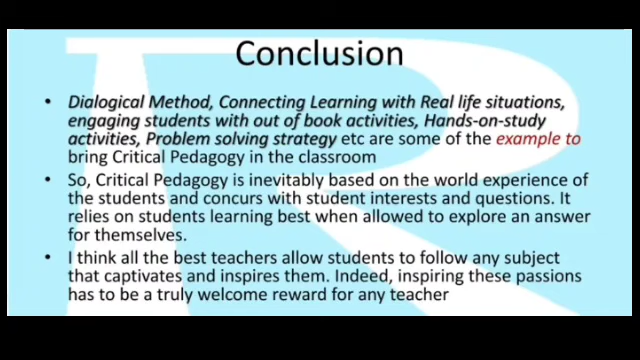 Conclusion
• Dialogical Method, Connecting Learning with Real life situations,
engaging students with out of book activities, Hands-on-study
activities, Problem solving strategy etc are some of the example to
bring Critical Pedagogy in the classroom
• So, Critical Pedagogy is inevitably based on the world experience of
the students and concurs with student interests and questions. It
relies on students learning best when allowed to explore an answer
for themselves.
• I think all the best teachers allow students to follow any subject
that captivates and inspires them. Indeed, inspiring these passions
has to be a truly welcome reward for any teacher